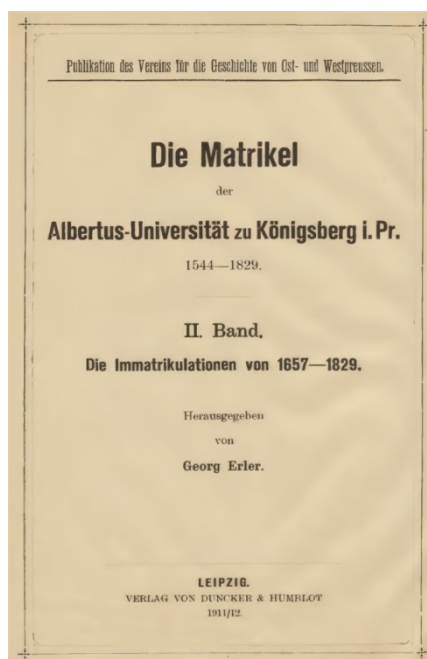 Publikation des Vereins für die Geschichte von Ost- und Westpreussen.
Die Matrikel
der
Albertus-Universität zu Königsberg i. Pr.
1544—1829.
II. Band.
Die Immatrikulationen von 1657—1829.
Herausgegeben
von
Georg Erler.
LEIPZIG.
VERLAG VON DUNCKER & HUMBLOT
1911/12.